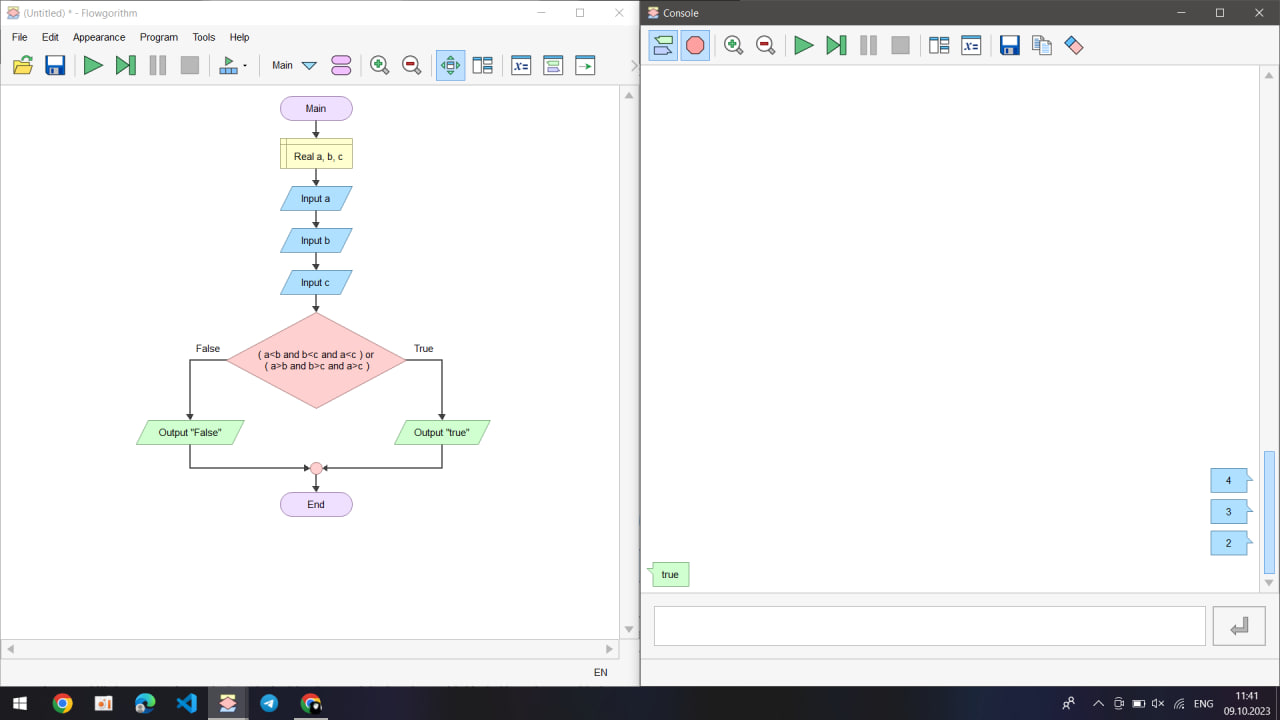 (Untitled) * - Flowgorithm
File Edit Appearance Program Tools Help
Main
Main
Real a, b, c
Input a
Input b
Input c
False
True
( a<b and b<c and a<c ) or
( a>b and b>c and a>c )
Output "False"
Output "true"
End
EN
Console
x=
x=
4
3
2
true
ENG
11:41
09.10.2023